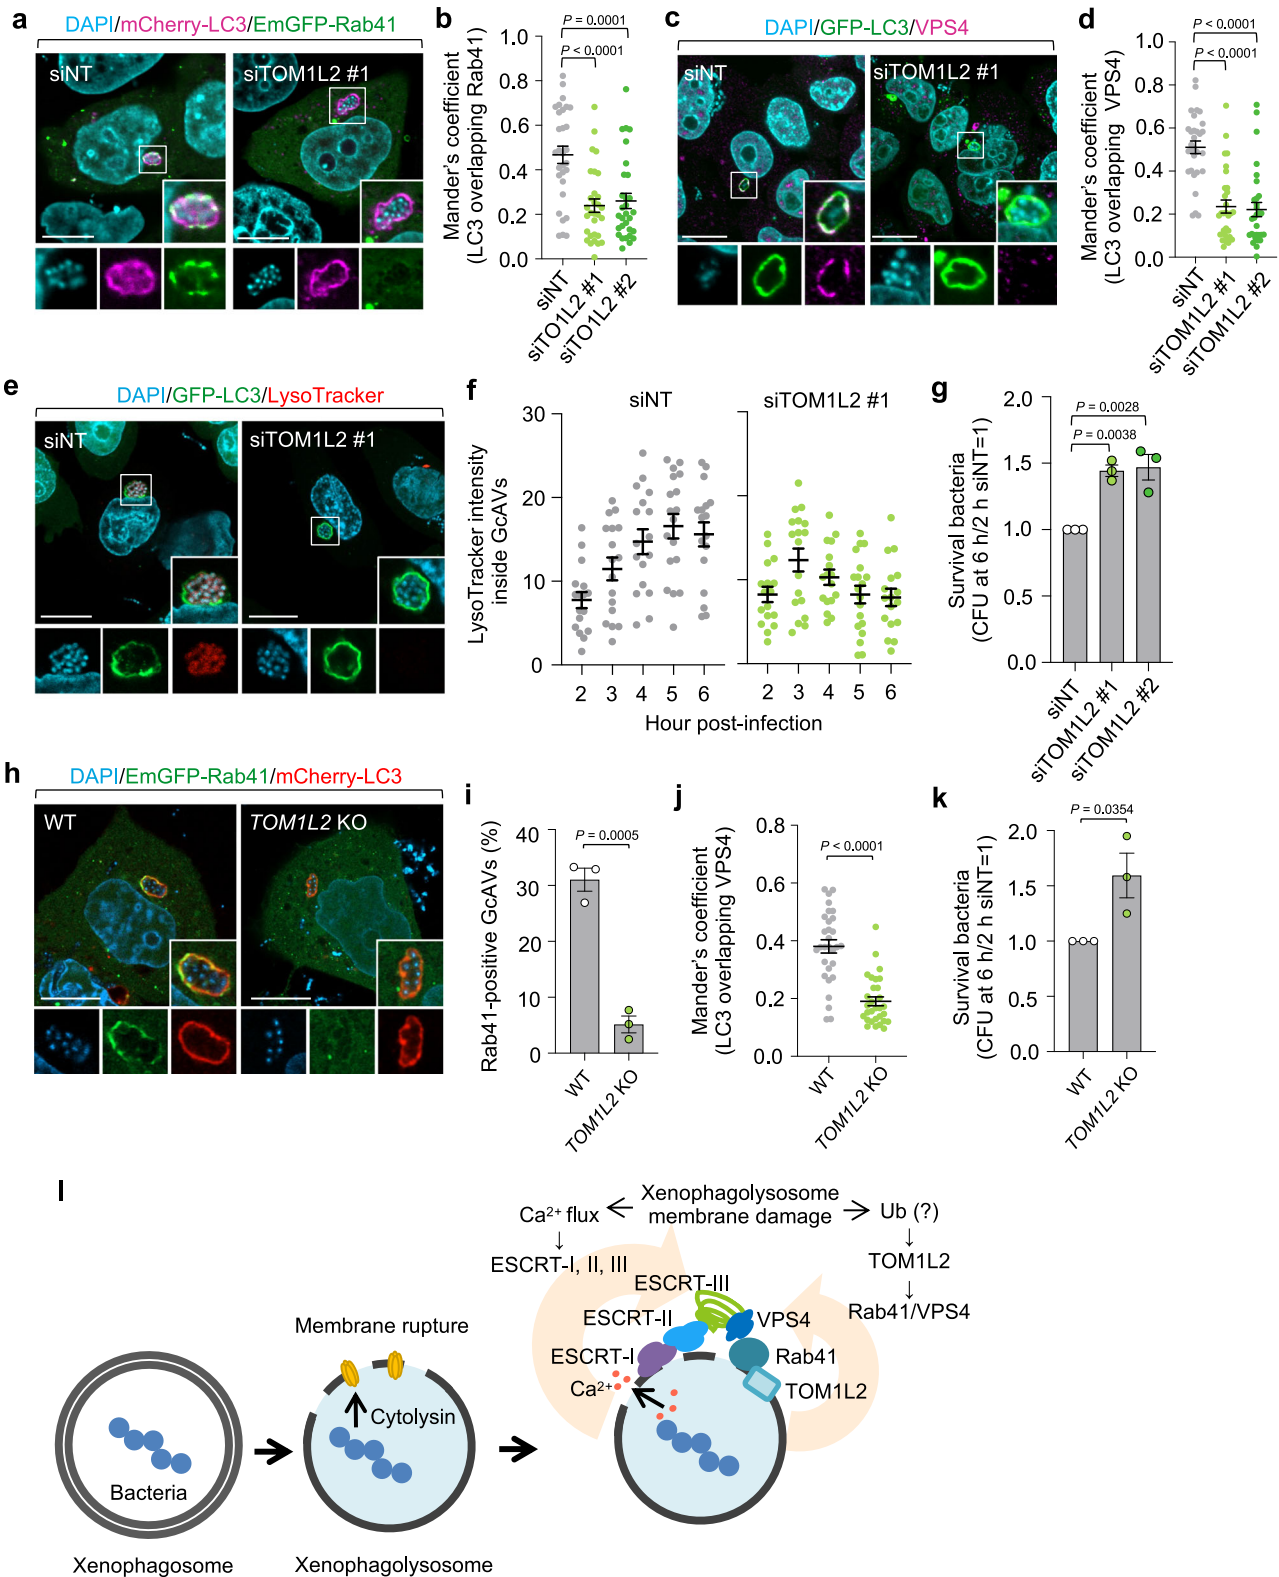 a
DAPI/mCherry-LC3/EmGFP-Rab41
siNT
siTOM1L2 #1
b
P = 0.0001
P < 0.0001
Mander's coefficient
(LC3 overlapping Rab41)
1.0
0.8
0.6
0.4
0.2
0.0
siNT
siTO1L2 #1
siTO1L2 #2
c
DAPI/GFP-LC3/VPS4
siNT
siTOM1L2 #1
d
P < 0.0001
P < 0.0001
Mander's coefficient
(LC3 overlapping VPS4)
1.0
0.8
0.6
0.4
0.2
0.0
siNT
siTOM1L2 #1
siTOM1L2 #2
e
DAPI/GFP-LC3/LysoTracker
siNT
siTOM1L2 #1
f
siNT
siTOM1L2 #1
LysoTracker intensity
inside GcAVs
30
20
10
0
2 3 4 5 6
2 3 4 5 6
Hour post-infection
g
P = 0.0028
P = 0.0038
Survival bacteria
(CFU at 6 h/2 h siNT=1)
2.0
1.5
1.0
0.5
0.0
siNT
siTOM1L2 #1
siTOM1L2 #2
h
DAPI/EmGFP-Rab41/mCherry-LC3
WT
TOM1L2 KO
i
P = 0.0005
Rab41-positive GcAVs (%)
40
30
20
10
0
WT
TOM1L2 KO
j
P < 0.0001
Mander's coefficient
(LC3 overlapping VPS4)
0.8
0.6
0.4
0.2
0.0
WT
TOM1L2 KO
k
P = 0.0354
Survival bacteria
(CFU at 6 h/2 h siNT=1)
2.0
1.5
1.0
0.5
0.0
WT
TOM1L2 KO
l
Xenophagolysosome
membrane damage
Ca²⁺ flux
Ub (?)
↓
↓
ESCRT-I, II, III
TOM1L2
↓
Rab41/VPS4
ESCRT-III
ESCRT-II
VPS4
ESCRT-I
Rab41
Ca²⁺
TOM1L2
Membrane rupture
Cytolysin
Bacteria
Xenophagosome
Xenophagolysosome